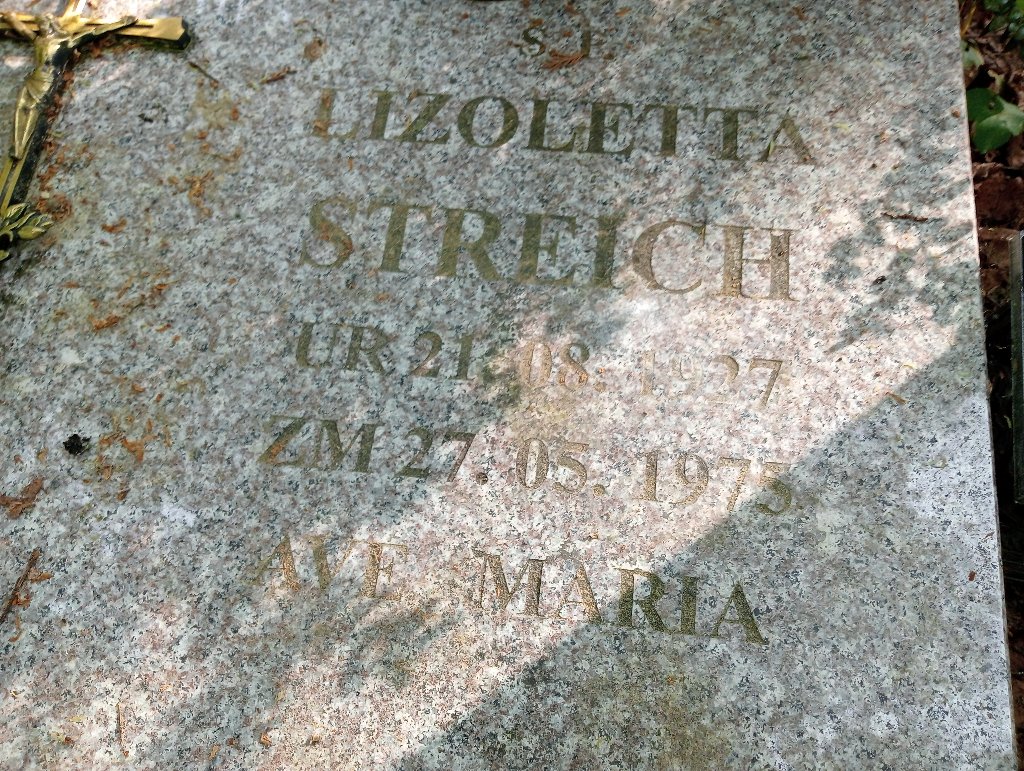 Ś.P.
LIZOLETTA
STREICH
UR 21. 08. 1927
ZM 27. 05. 1975
AVE MARIA